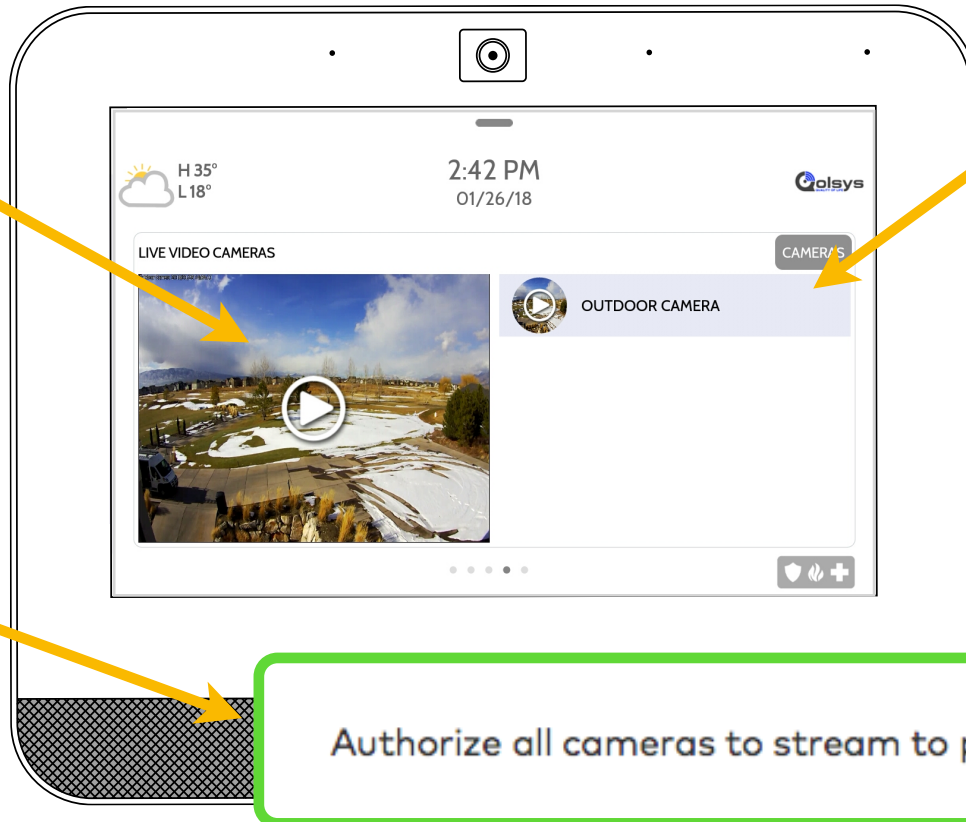 H 35°
L 18°
2:42 PM
01/26/18
Qolsys
LIVE VIDEO CAMERAS
CAMERAS
OUTDOOR CAMERA
Authorize all cameras to stream to p